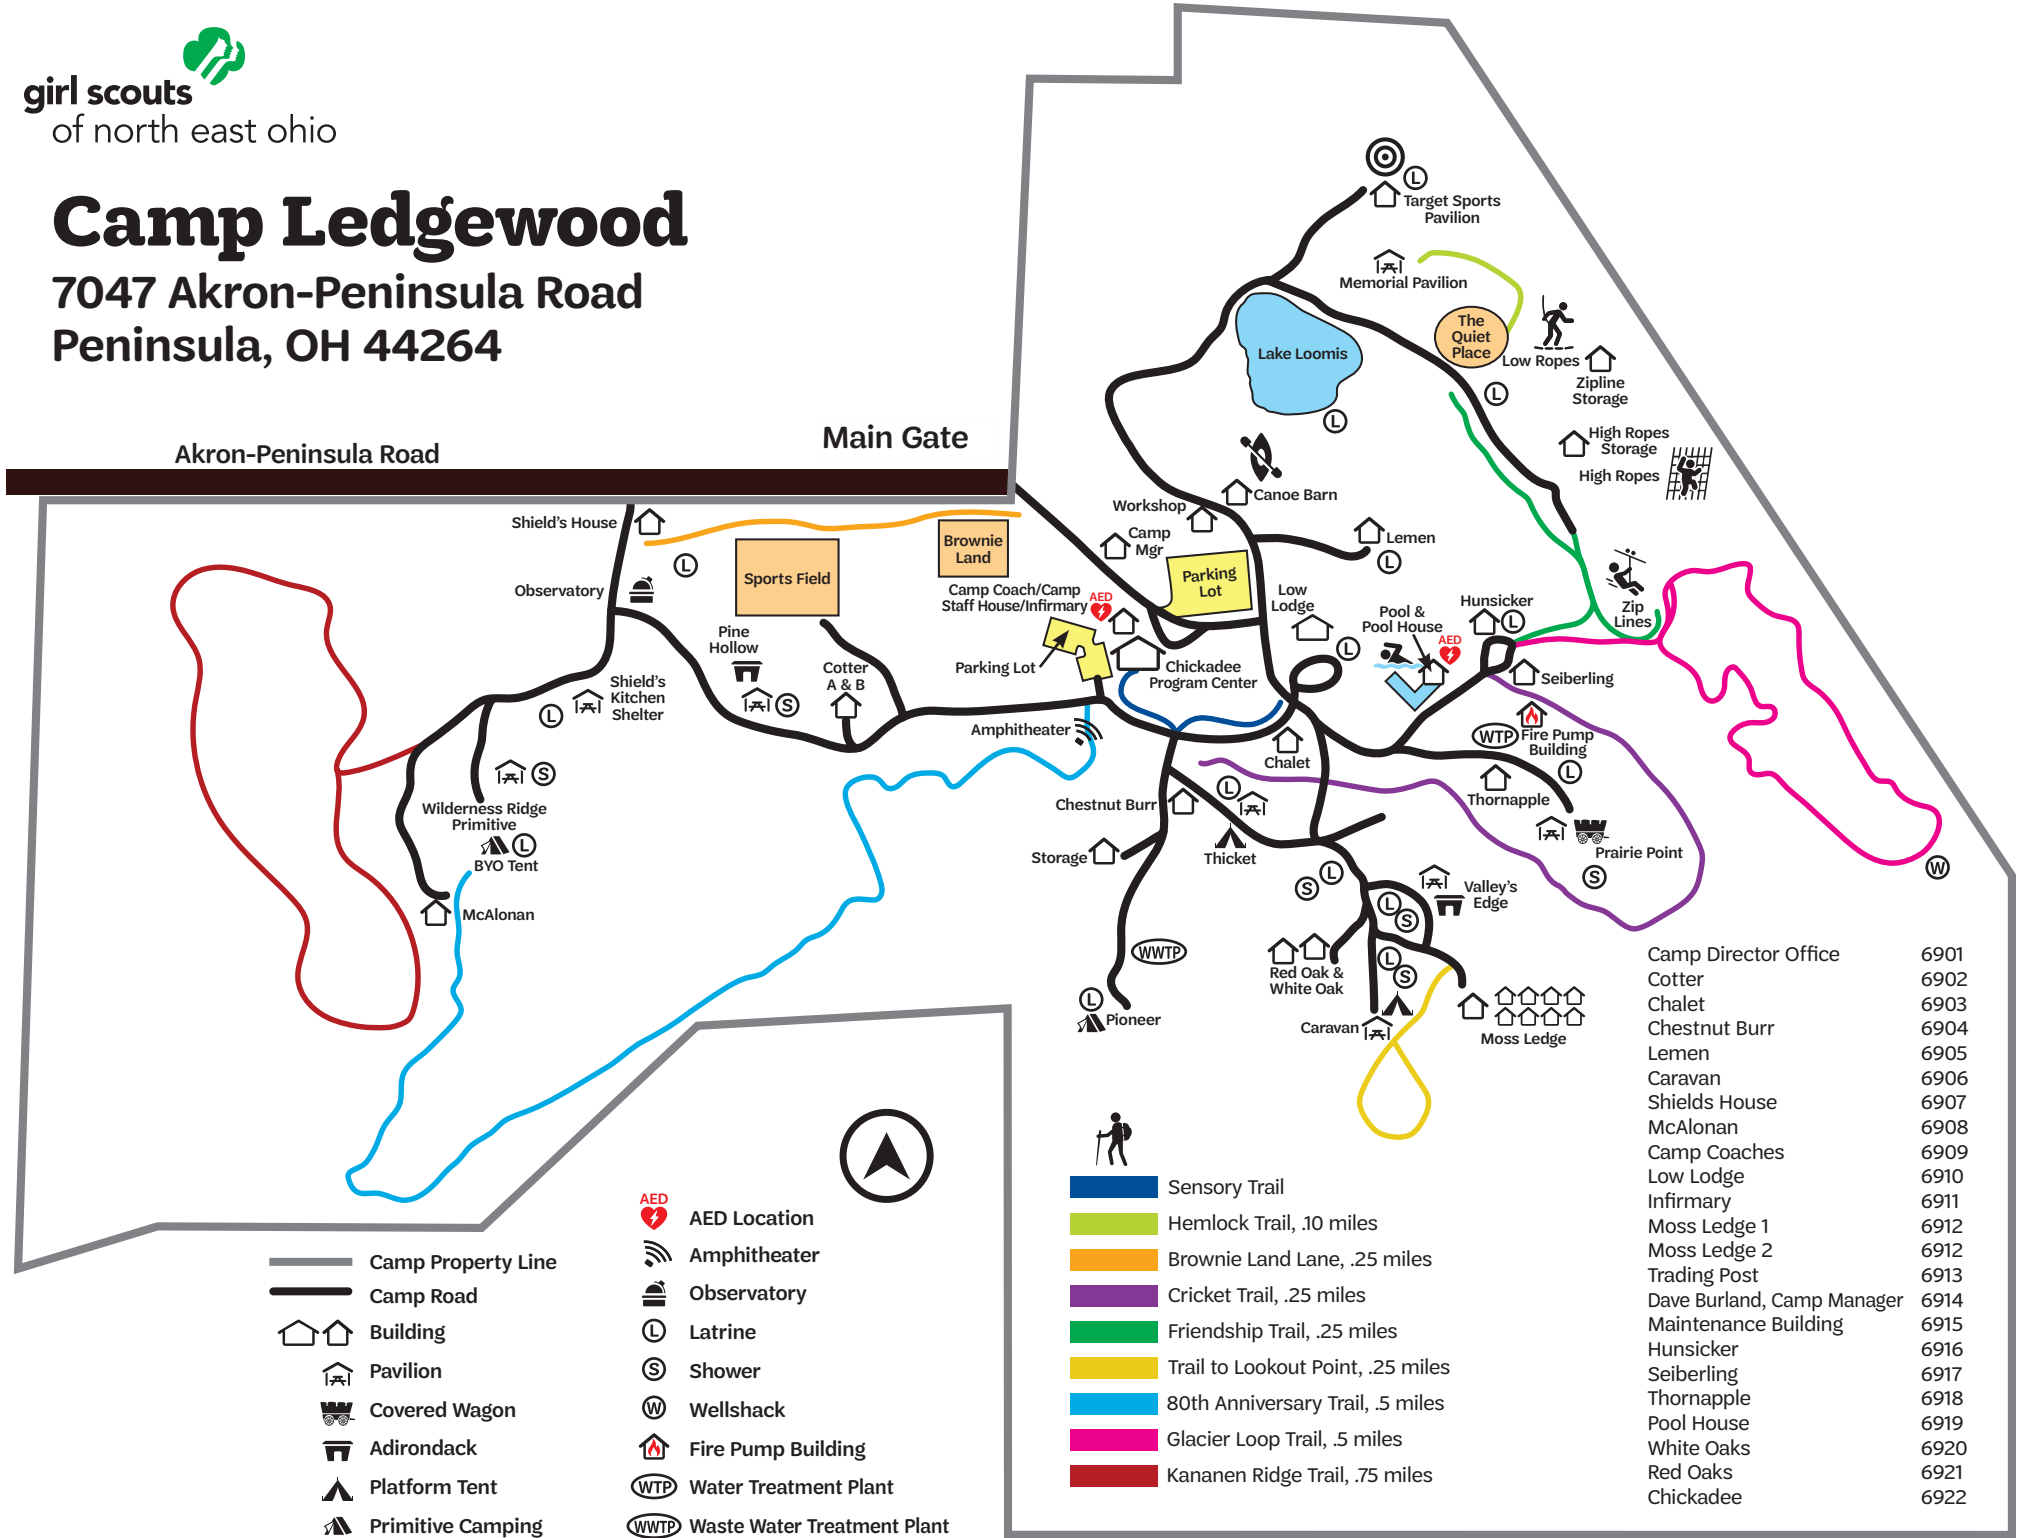 girl scouts
of north east ohio
Camp Ledgewood
7047 Akron-Peninsula Road
Peninsula, OH 44264
Akron-Peninsula Road
Main Gate
L
Target Sports
Pavilion
Memorial Pavilion
The
Quiet
Place
Low Ropes
Zipline
Storage
L
Lake Loomis
L
High Ropes
Storage
High Ropes
Canoe Barn
Workshop
Camp
Mgr
Lemen
L
Parking
Lot
Shield's House
L
Observatory
Sports Field
Brownie
Land
Camp Coach/Camp
Staff House/Infirmary
AED
Low
Lodge
L
Pool &
Pool House
AED
Hunsicker
L
Zip
Lines
Seiberling
Pine
Hollow
S
Cotter
A & B
Parking Lot
Chickadee
Program Center
Shield's
Kitchen
Shelter
L
Amphitheater
Chalet
WTP
Fire Pump
Building
L
Thornapple
S
Wilderness Ridge
Primitive
L
BYO Tent
McAlonan
Chestnut Burr
L
Storage
Thicket
Prairie Point
S
W
L
S
Valley's
Edge
L
S
WWTP
Red Oak &
White Oak
L
S
L
Pioneer
Caravan
Moss Ledge
Camp Property Line
Camp Road
Building
Pavilion
Covered Wagon
Adirondack
Platform Tent
Primitive Camping
AED
AED Location
Amphitheater
Observatory
L Latrine
S Shower
W Wellshack
Fire Pump Building
WTP Water Treatment Plant
WWTP Waste Water Treatment Plant
Sensory Trail
Hemlock Trail, .10 miles
Brownie Land Lane, .25 miles
Cricket Trail, .25 miles
Friendship Trail, .25 miles
Trail to Lookout Point, .25 miles
80th Anniversary Trail, .5 miles
Glacier Loop Trail, .5 miles
Kananen Ridge Trail, .75 miles
Camp Director Office 6901
Cotter 6902
Chalet 6903
Chestnut Burr 6904
Lemen 6905
Caravan 6906
Shields House 6907
McAlonan 6908
Camp Coaches 6909
Low Lodge 6910
Infirmary 6911
Moss Ledge 1 6912
Moss Ledge 2 6912
Trading Post 6913
Dave Burland, Camp Manager 6914
Maintenance Building 6915
Hunsicker 6916
Seiberling 6917
Thornapple 6918
Pool House 6919
White Oaks 6920
Red Oaks 6921
Chickadee 6922